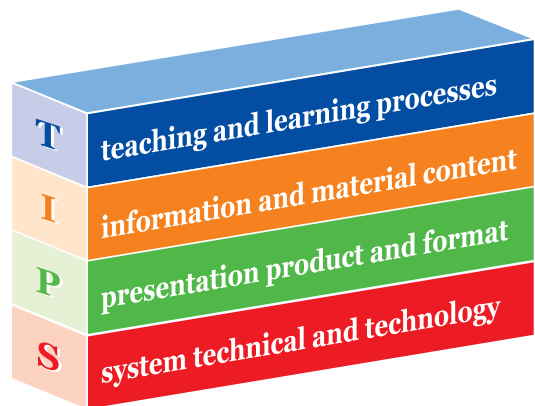 T teaching and learning processes
I information and material content
P presentation product and format
S system technical and technology